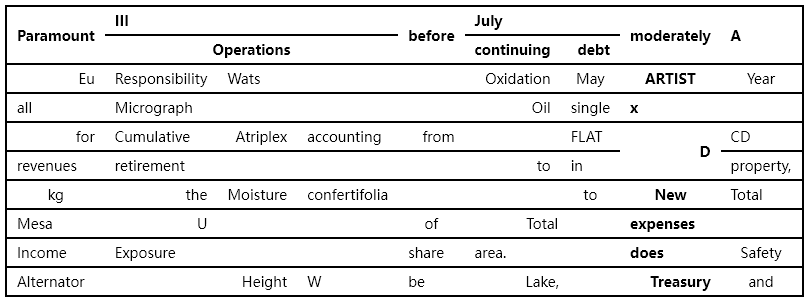 Paramount III before July moderately A
Operations continuing debt
Eu Responsibility Wats Oxidation May ARTIST Year
all Micrograph Oil single x
for Cumulative Atriplex accounting from FLAT D CD
revenues retirement to in property,
kg the Moisture confertifolia to New Total
Mesa U of Total expenses
Income Exposure share area. does Safety
Alternator Height W be Lake, Treasury and